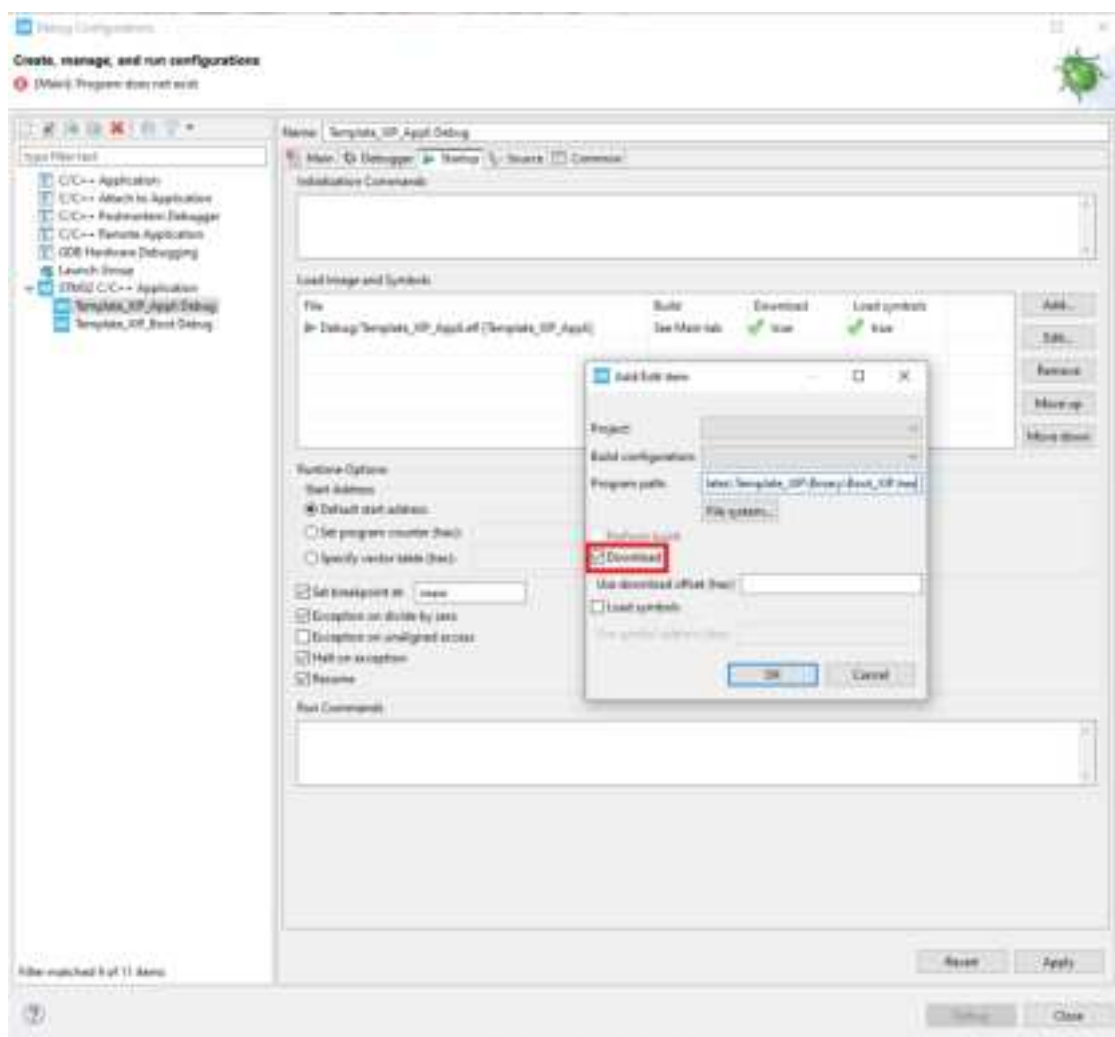 Debug Configurations
Create, manage, and run configurations
[Main]: Program does not exist
Name: Template_XIP_Appli Debug
type filter text
Main Debugger Startup Source Common
C/C++ Application
C/C++ Attach to Application
C/C++ Postmortem Debugger
C/C++ Remote Application
GDB Hardware Debugging
Launch Group
STM32 C/C++ Application
Template_XIP_Appli Debug
Template_XIP_Boot Debug
Filter matched 9 of 11 items
Initialization Commands
Load Image and Symbols
File Build Download Load symbols
Debug/Template_XIP_Appli.elf [Template_XIP_Appli] See Main tab true true
Add...
Edit...
Remove
Move up
Move down
Add/Edit item
Project:
Build configuration:
Program path: Template_XIP\Binary\Boot_XIP.hex
File system...
Perform build
Download
Use download offset (hex):
Load symbols
OK Cancel
Runtime Options
Start Address
Default start address
Set program counter (hex):
Specify vector table (hex):
Set breakpoint at: main
Exception on divide by zero
Exception on unaligned access
Halt on exception
Resume
Run Commands
Revert Apply
Debug Close